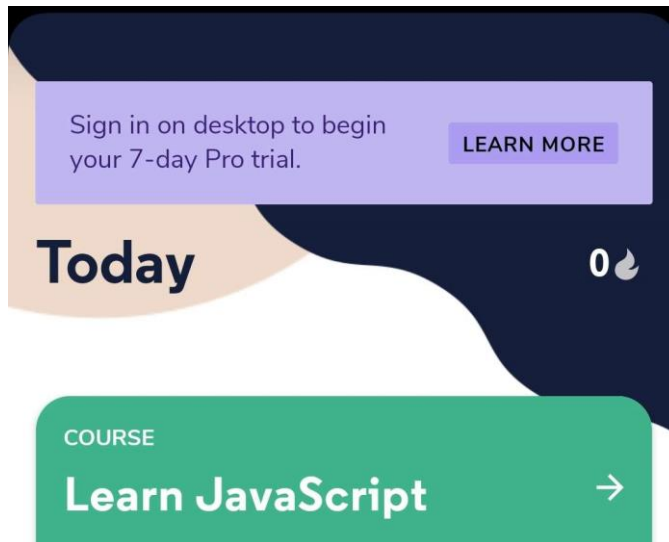 Sign in on desktop to begin
your 7-day Pro trial.
LEARN MORE
Today
0
COURSE
Learn JavaScript